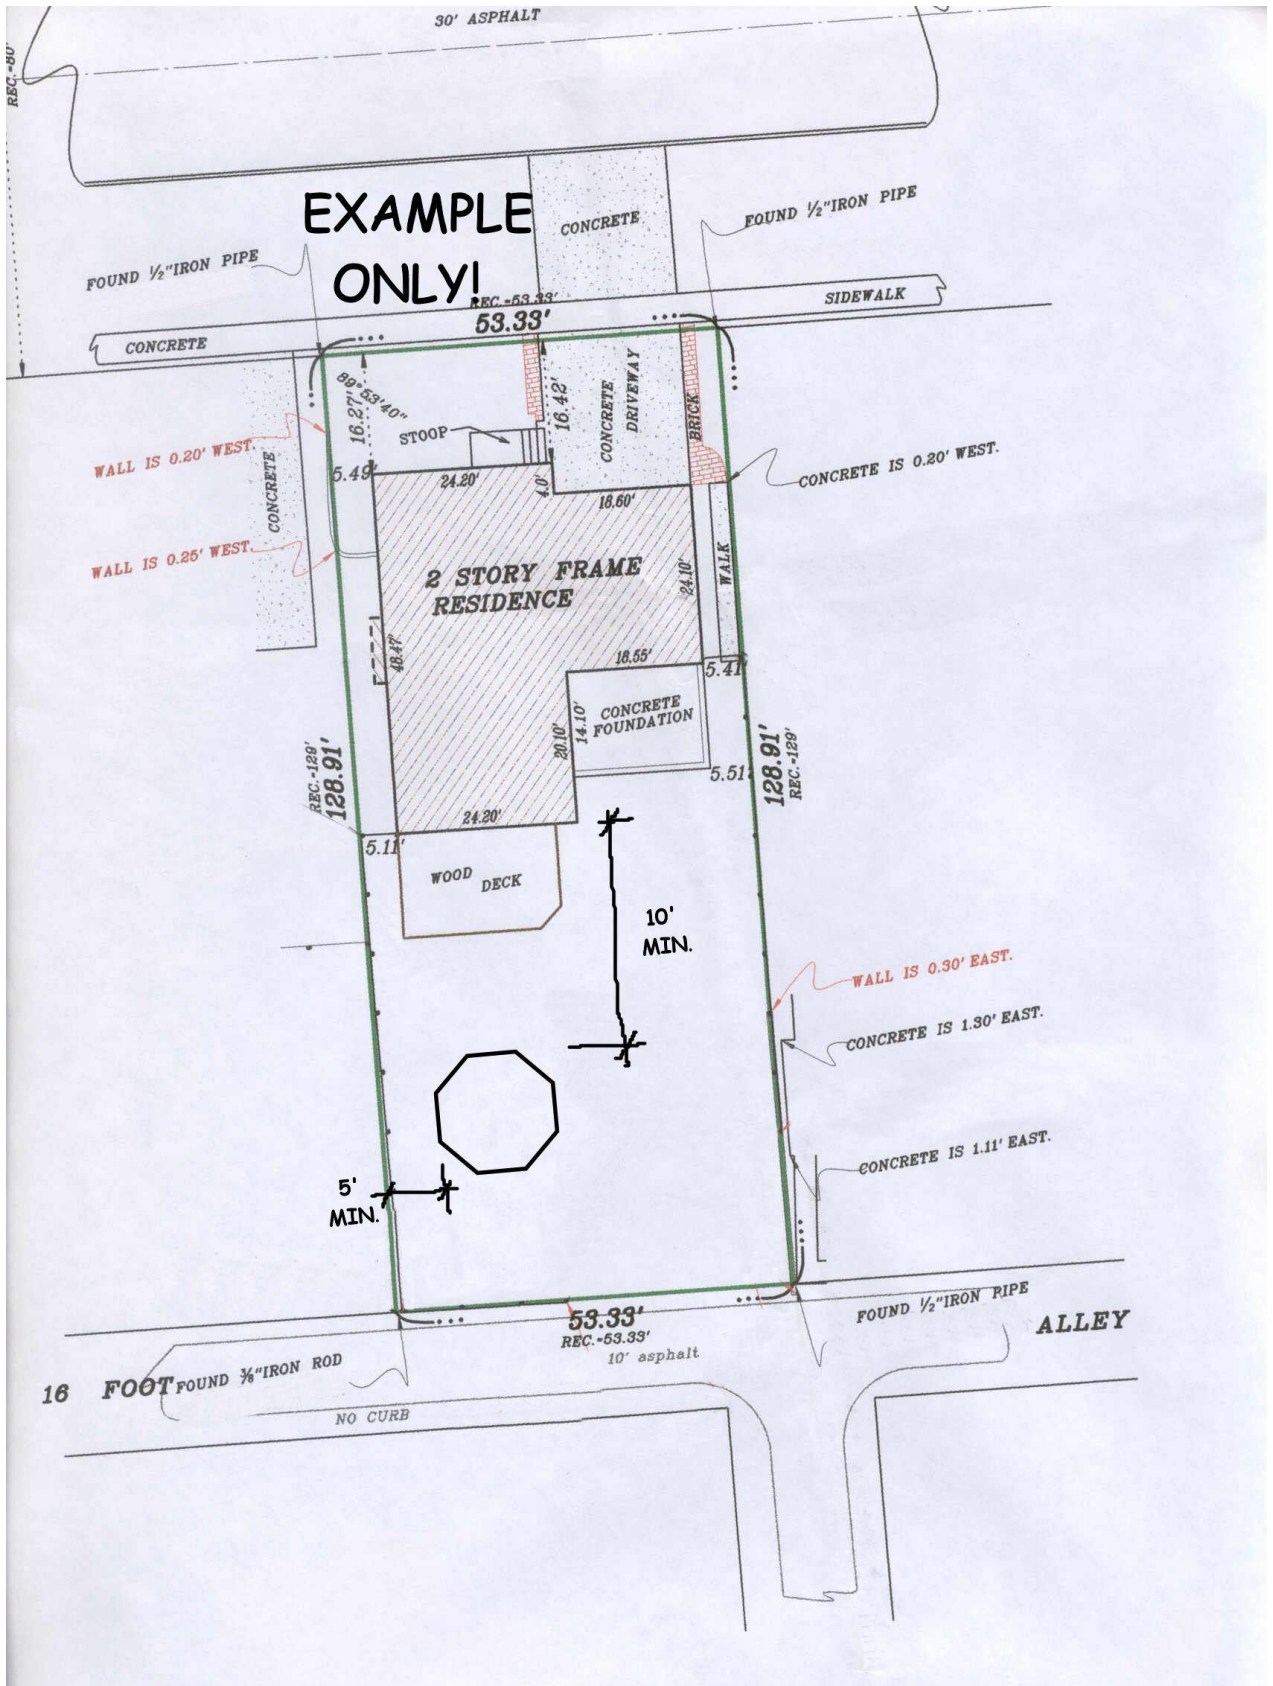 30' ASPHALT
REC.=80'
EXAMPLE
ONLY!
CONCRETE
FOUND ½"IRON PIPE
FOUND ½"IRON PIPE
REC.=53.33'
53.33'
SIDEWALK
CONCRETE
89°53'40"
16.27'
16.42'
STOOP
CONCRETE
DRIVEWAY
BRICK
WALL IS 0.20' WEST.
CONCRETE
5.49'
24.20'
4.0'
18.60'
CONCRETE IS 0.20' WEST.
WALL IS 0.25' WEST.
2 STORY FRAME
RESIDENCE
24.10'
WALK
48.47'
18.55'
5.41'
CONCRETE
FOUNDATION
14.10'
20.10'
REC.=129'
128.91'
128.91'
REC.=129'
5.51'
24.20'
5.11'
WOOD
DECK
10'
MIN.
WALL IS 0.30' EAST.
CONCRETE IS 1.30' EAST.
CONCRETE IS 1.11' EAST.
5'
MIN.
53.33'
REC.=53.33'
10' asphalt
FOUND ½"IRON PIPE
ALLEY
16 FOOT
FOUND ⅜"IRON ROD
NO CURB